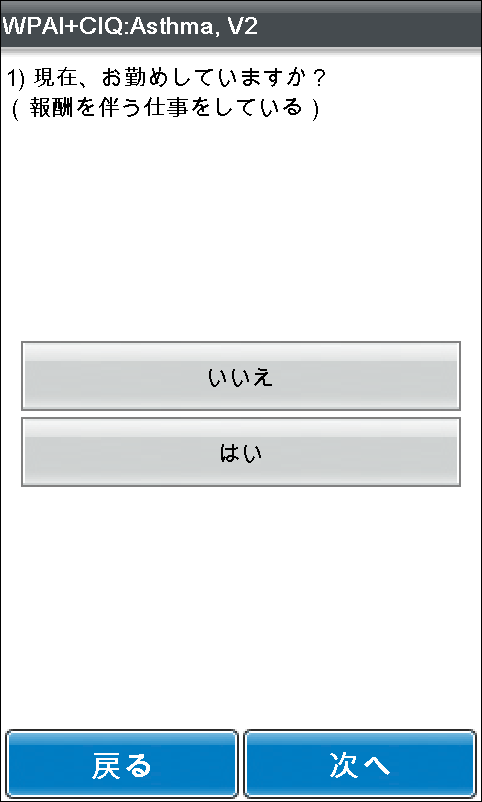 WPAI+CIQ:Asthma, V2
1) 現在、お勤めしていますか？
( 報酬を伴う仕事をしている )
いいえ
はい
戻る
次へ